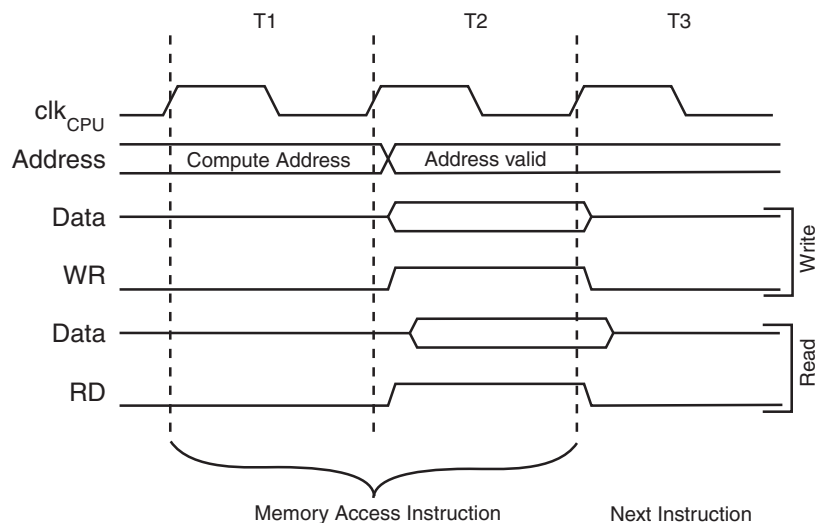 T1 T2 T3
clkCPU
Address Compute Address Address valid
Data
WR
Write
Data
RD
Read
Memory Access Instruction Next Instruction